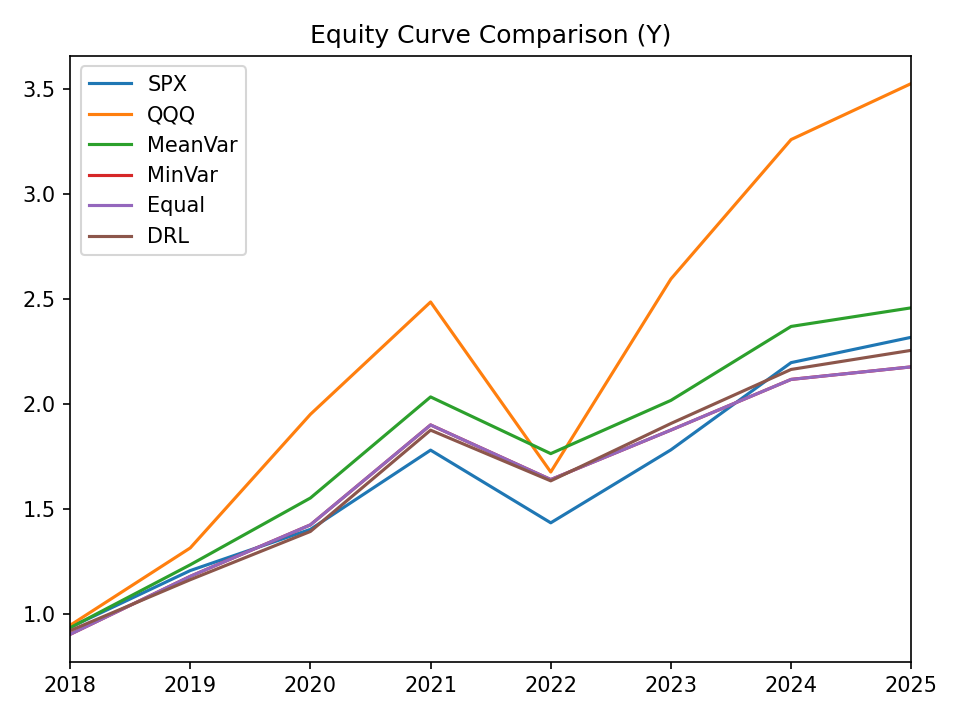 Equity Curve Comparison (Y)
SPX
QQQ
MeanVar
MinVar
Equal
DRL
3.5
3.0
2.5
2.0
1.5
1.0
2018 2019 2020 2021 2022 2023 2024 2025